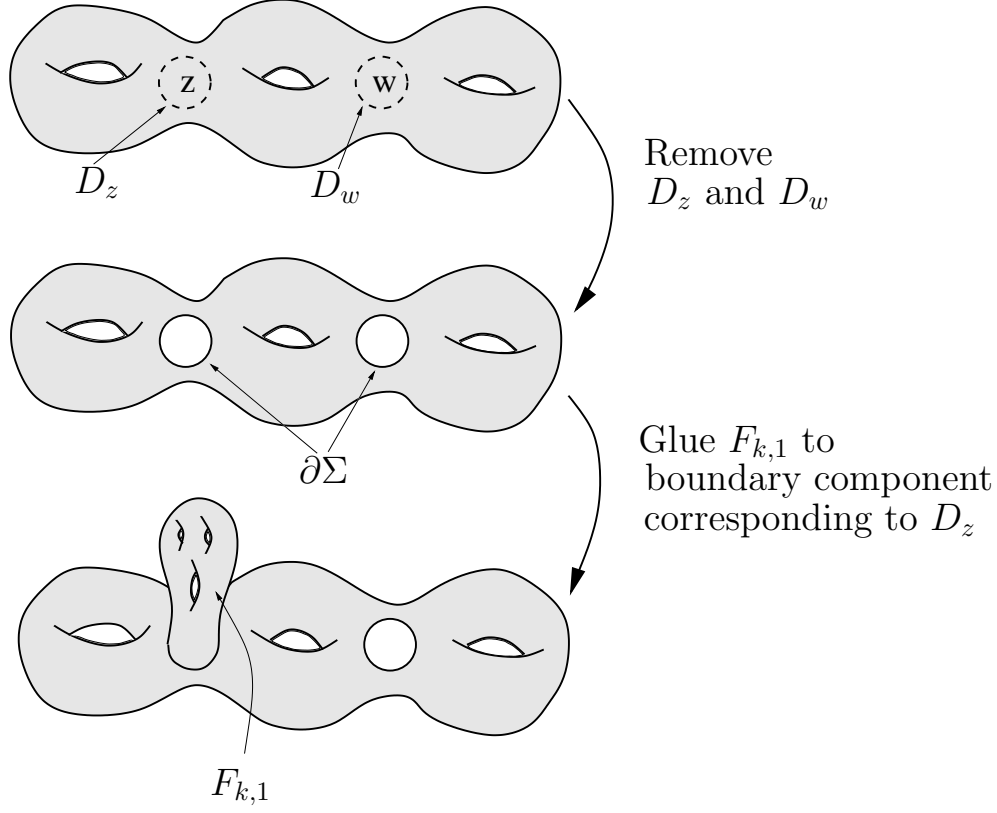 z
w
D_z
D_w
Remove
D_z and D_w
∂Σ
Glue F_{k,1} to
boundary component
corresponding to D_z
F_{k,1}